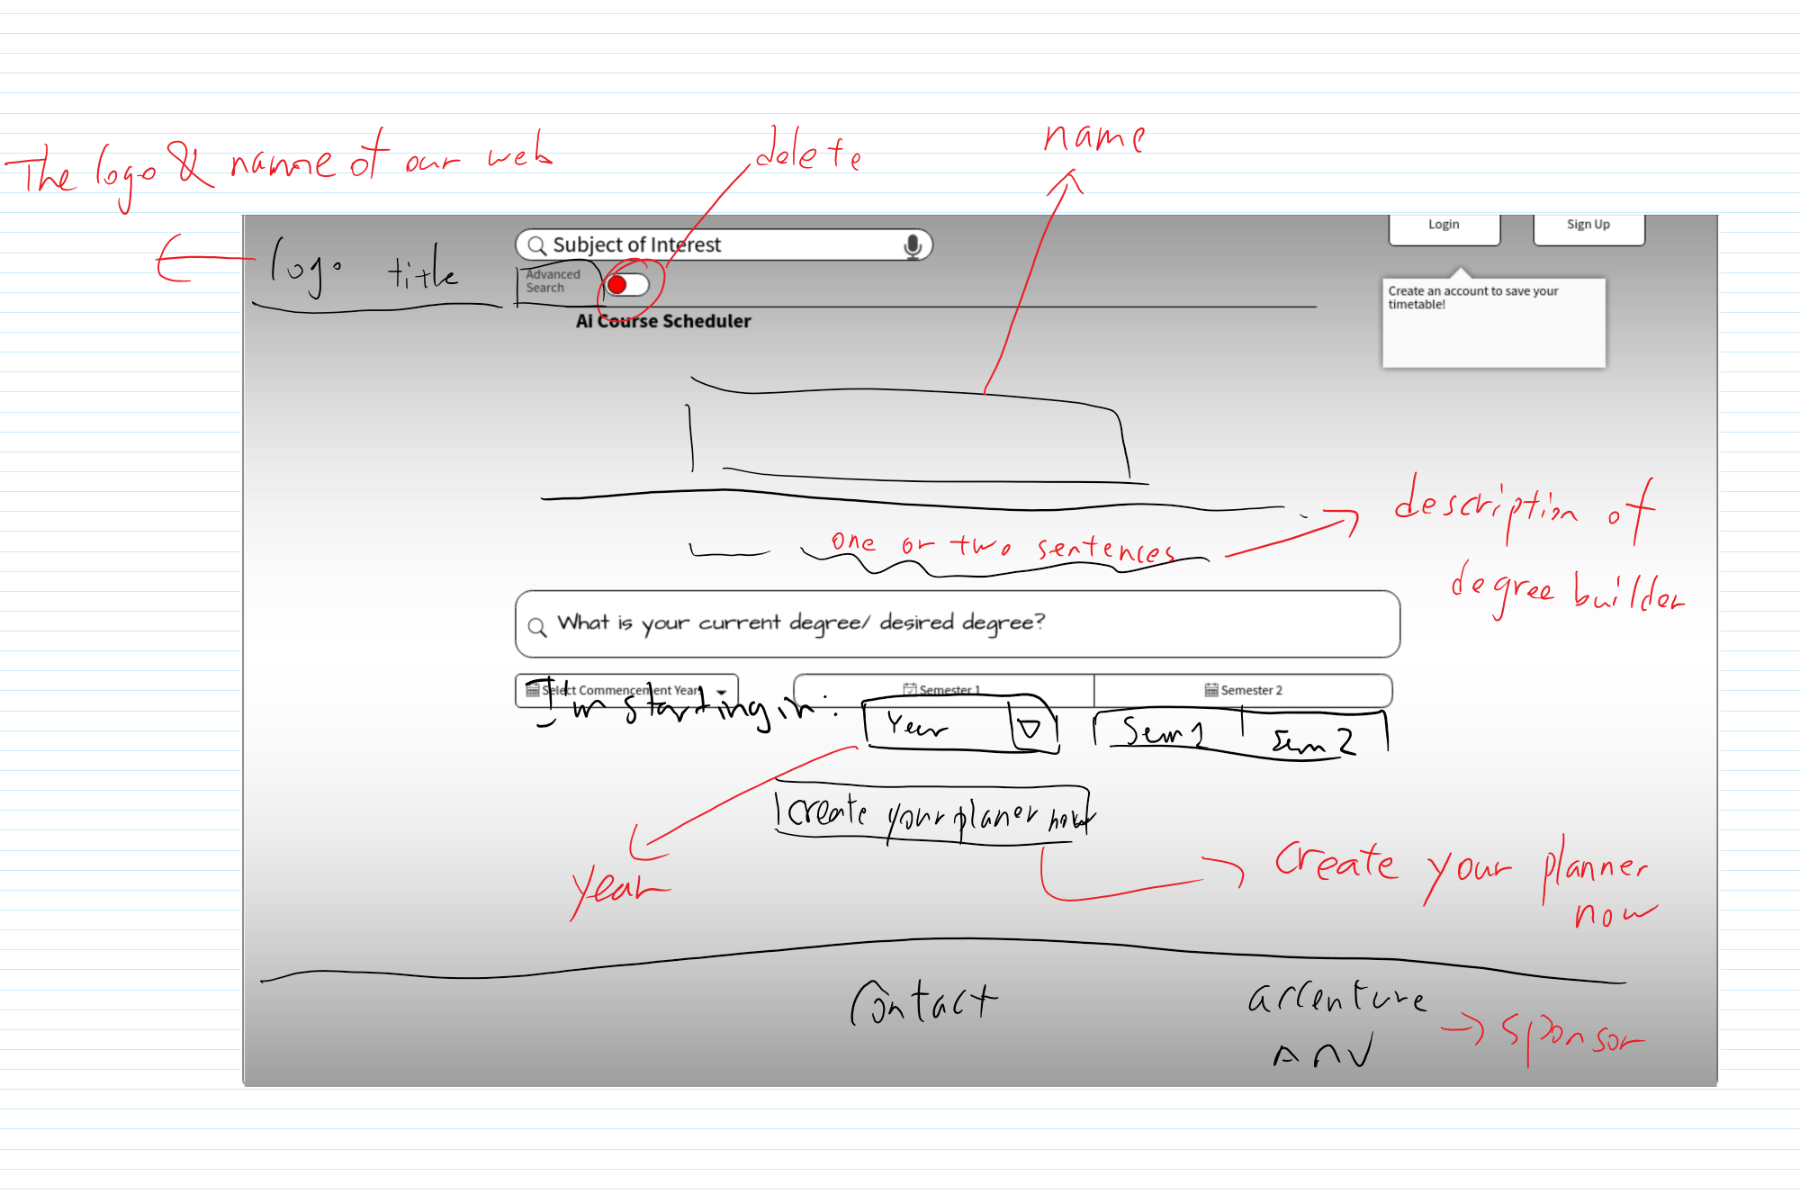 The logo & name of our web
delete
name
logo title
Subject of Interest
Login
Sign Up
Advanced
Search
Create an account to save your
timetable!
Ai Course Scheduler
one or two sentences
description of
degree builder
What is your current degree/ desired degree?
Select Commencement Year
Semester 1
Semester 2
I'm starting in:
Year
Sem 1
Sem 2
create your planer now
year
Create your planner
now
Contact
accenture
sponsor